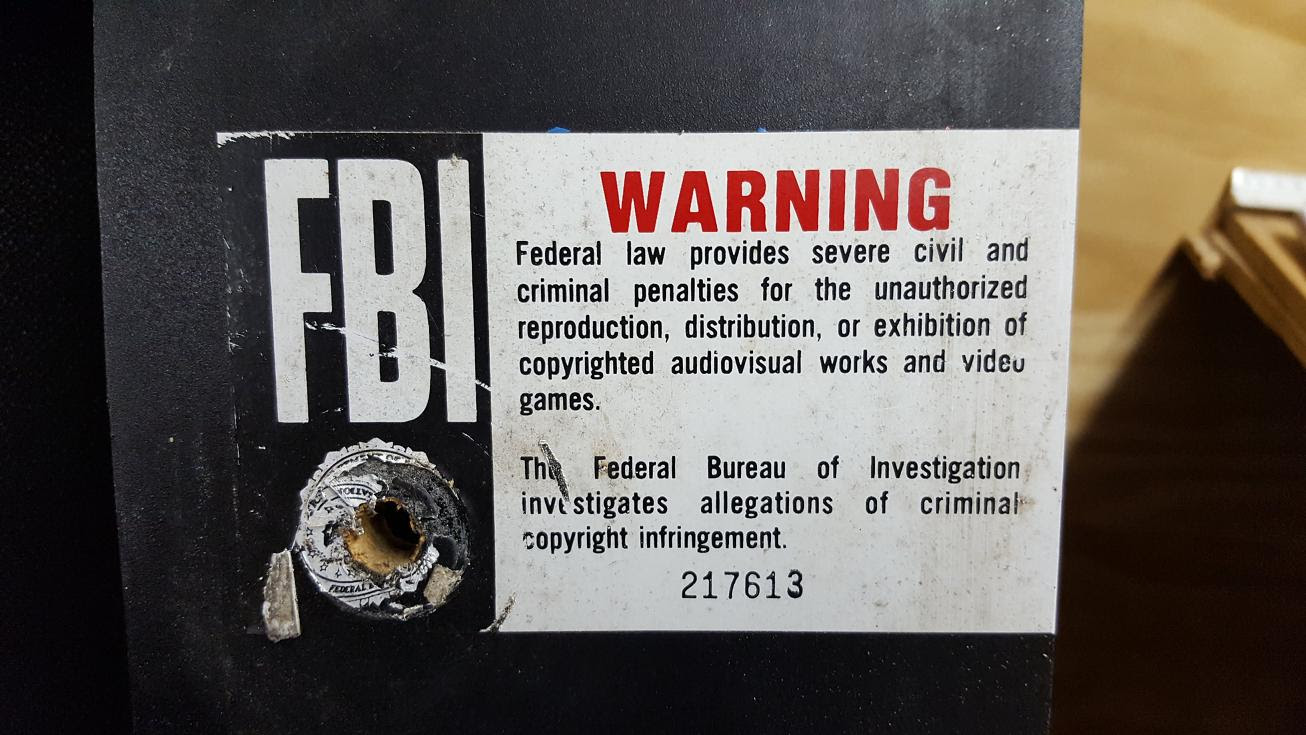 FBI
WARNING
Federal law provides severe civil and
criminal penalties for the unauthorized
reproduction, distribution, or exhibition of
copyrighted audiovisual works and video
games.
The Federal Bureau of Investigation
investigates allegations of criminal
copyright infringement.
217613
FEDERAL